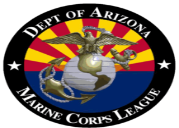 DEPT OF ARIZONA
MARINE CORPS LEAGUE